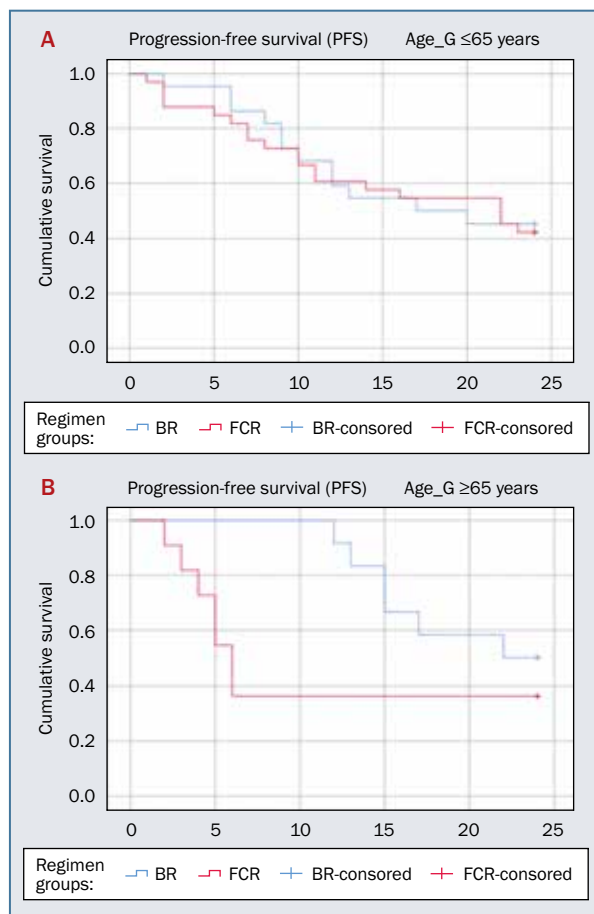 A Progression-free survival (PFS) Age_G ≤65 years
Cumulative survival
1.0
0.8
0.6
0.4
0.2
0.0
0 5 10 15 20 25
Regimen groups: BR FCR BR-consored FCR-consored
B Progression-free survival (PFS) Age_G ≥65 years
Cumulative survival
1.0
0.8
0.6
0.4
0.2
0.0
0 5 10 15 20 25
Regimen groups: BR FCR BR-consored FCR-consored